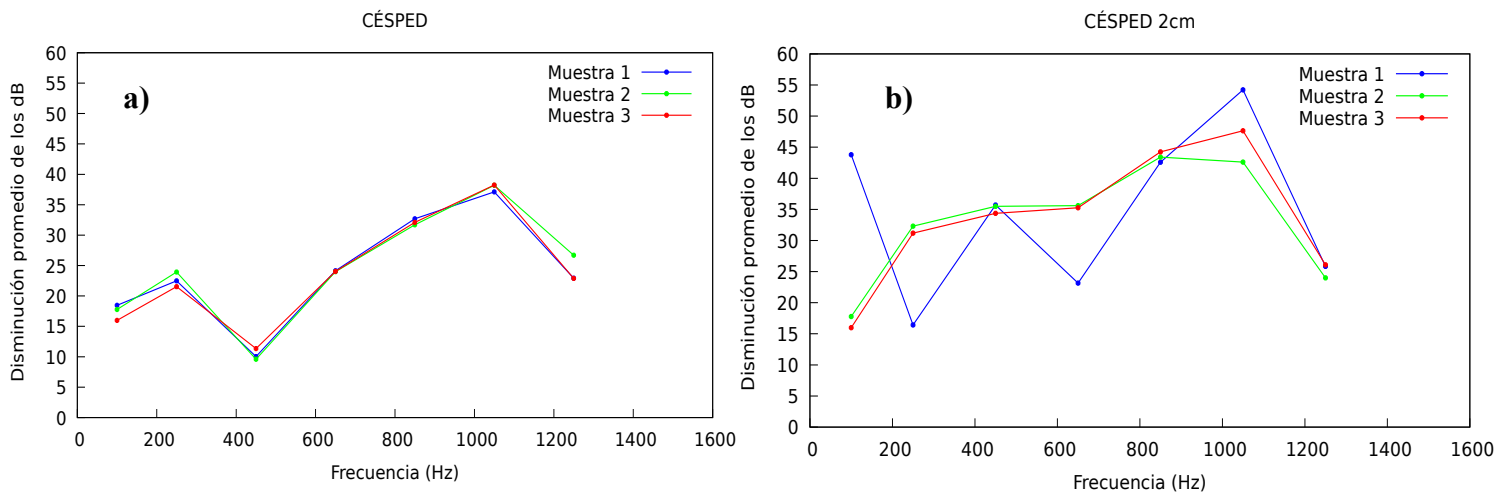 CÉSPED
60
55
50
45
40
35
30
25
20
15
10
5
0
Disminución promedio de los dB
a)
Muestra 1
Muestra 2
Muestra 3
0 200 400 600 800 1000 1200 1400 1600
Frecuencia (Hz)
CÉSPED 2cm
60
55
50
45
40
35
30
25
20
15
10
5
0
Disminución promedio de los dB
b)
Muestra 1
Muestra 2
Muestra 3
0 200 400 600 800 1000 1200 1400 1600
Frecuencia (Hz)